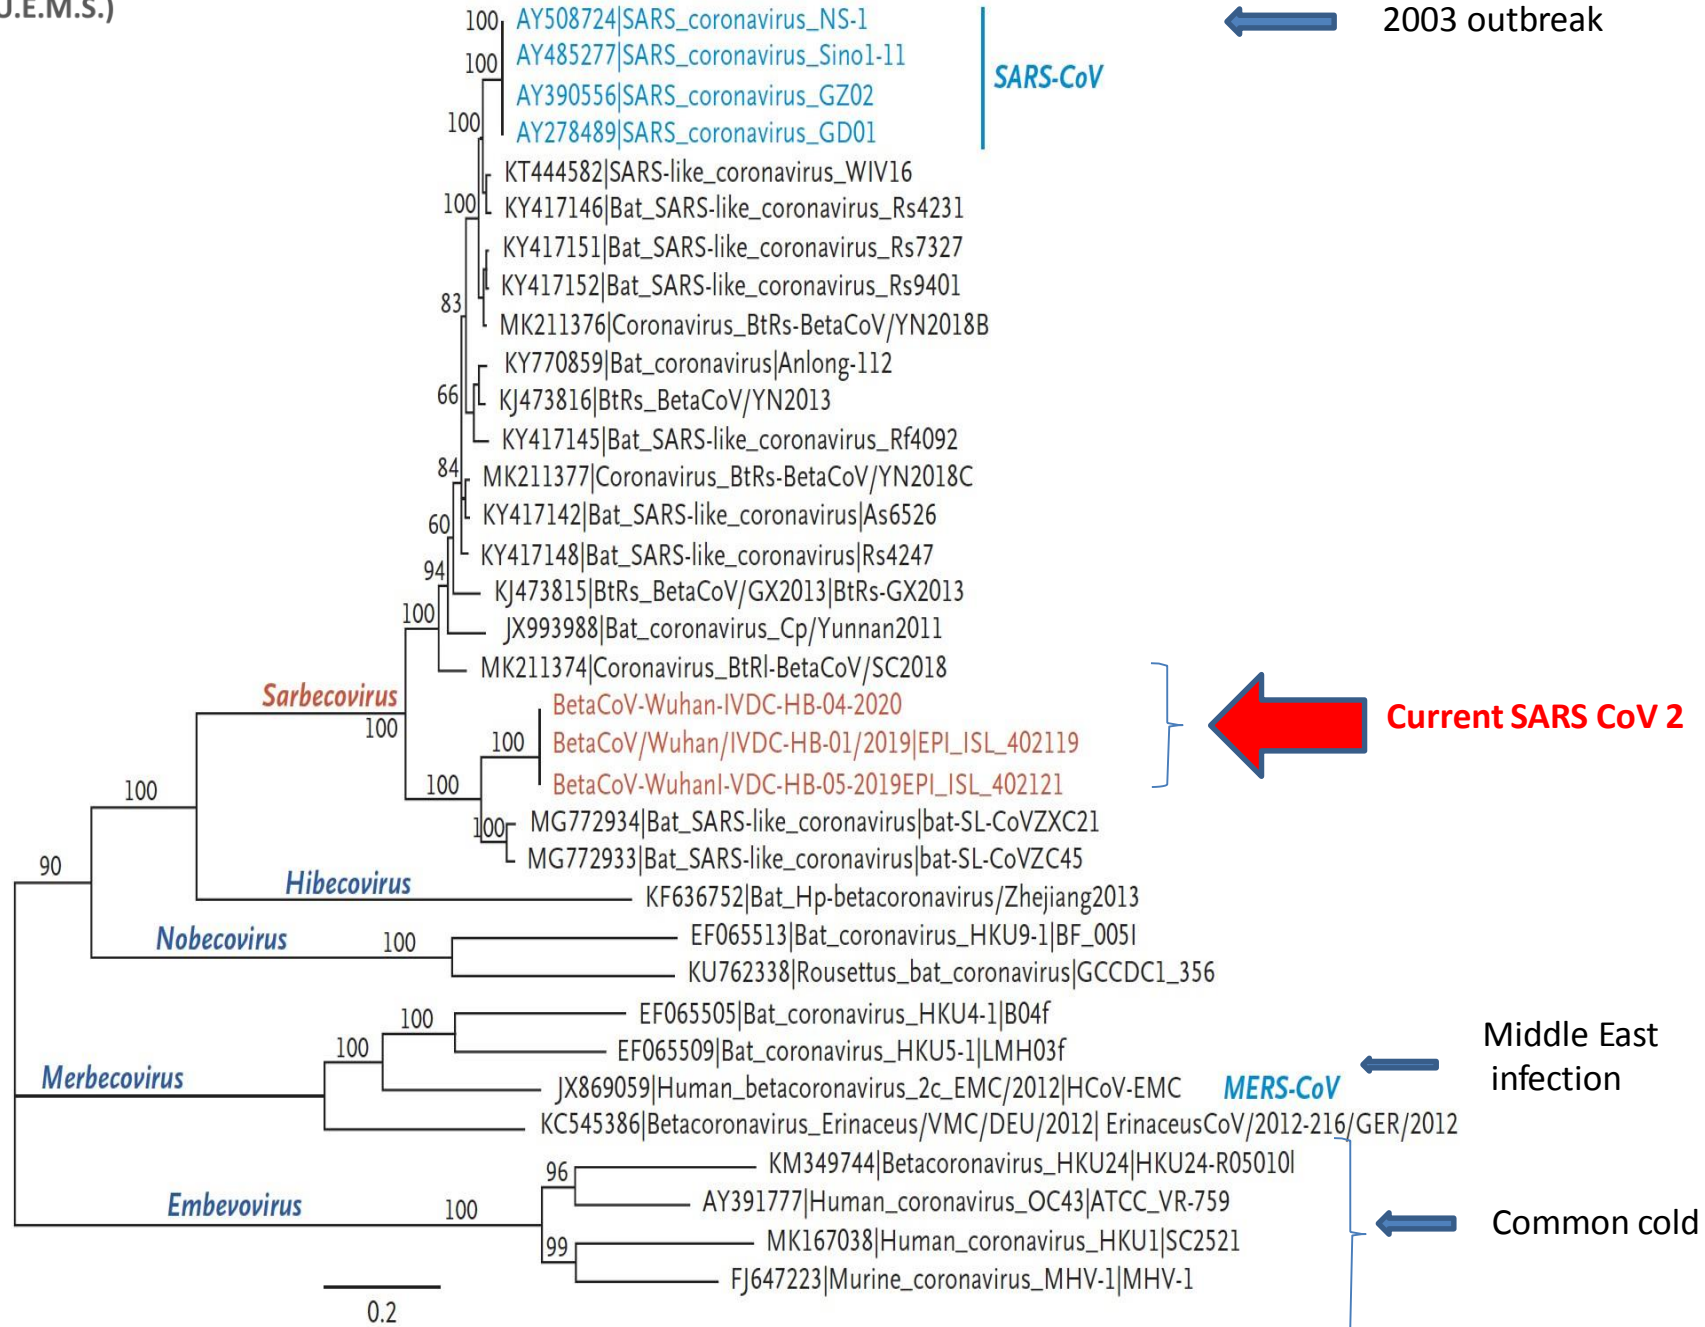 J.E.M.S.)
100
AY508724|SARS_coronavirus_NS-1
2003 outbreak
100
AY485277|SARS_coronavirus_Sino1-11
SARS-CoV
AY390556|SARS_coronavirus_GZ02
100
AY278489|SARS_coronavirus_GD01
KT444582|SARS-like_coronavirus_WIV16
100
KY417146|Bat_SARS-like_coronavirus_Rs4231
KY417151|Bat_SARS-like_coronavirus_Rs7327
KY417152|Bat_SARS-like_coronavirus_Rs9401
83
MK211376|Coronavirus_BtRs-BetaCoV/YN2018B
KY770859|Bat_coronavirus|Anlong-112
66
KJ473816|BtRs_BetaCoV/YN2013
KY417145|Bat_SARS-like_coronavirus_Rf4092
84
MK211377|Coronavirus_BtRs-BetaCoV/YN2018C
60
KY417142|Bat_SARS-like_coronavirus|As6526
KY417148|Bat_SARS-like_coronavirus|Rs4247
94
KJ473815|BtRs_BetaCoV/GX2013|BtRs-GX2013
100
JX993988|Bat_coronavirus_Cp/Yunnan2011
MK211374|Coronavirus_BtRl-BetaCoV/SC2018
Sarbecovirus
100
BetaCoV-Wuhan-IVDC-HB-04-2020
Current SARS CoV 2
100
BetaCoV/Wuhan/IVDC-HB-01/2019|EPI_ISL_402119
100
BetaCoV-WuhanI-VDC-HB-05-2019EPI_ISL_402121
100
100
MG772934|Bat_SARS-like_coronavirus|bat-SL-CoVZXC21
MG772933|Bat_SARS-like_coronavirus|bat-SL-CoVZC45
90
Hibecovirus
KF636752|Bat_Hp-betacoronavirus/Zhejiang2013
Nobecovirus
100
EF065513|Bat_coronavirus_HKU9-1|BF_005I
KU762338|Rousettus_bat_coronavirus|GCCDC1_356
100
EF065505|Bat_coronavirus_HKU4-1|B04f
100
EF065509|Bat_coronavirus_HKU5-1|LMH03f
Middle East
infection
Merbecovirus
JX869059|Human_betacoronavirus_2c_EMC/2012|HCoV-EMC
MERS-CoV
KC545386|Betacoronavirus_Erinaceus/VMC/DEU/2012| ErinaceusCoV/2012-216/GER/2012
96
KM349744|Betacoronavirus_HKU24|HKU24-R05010I
Embevovirus
100
AY391777|Human_coronavirus_OC43|ATCC_VR-759
Common cold
99
MK167038|Human_coronavirus_HKU1|SC2521
FJ647223|Murine_coronavirus_MHV-1|MHV-1
0.2